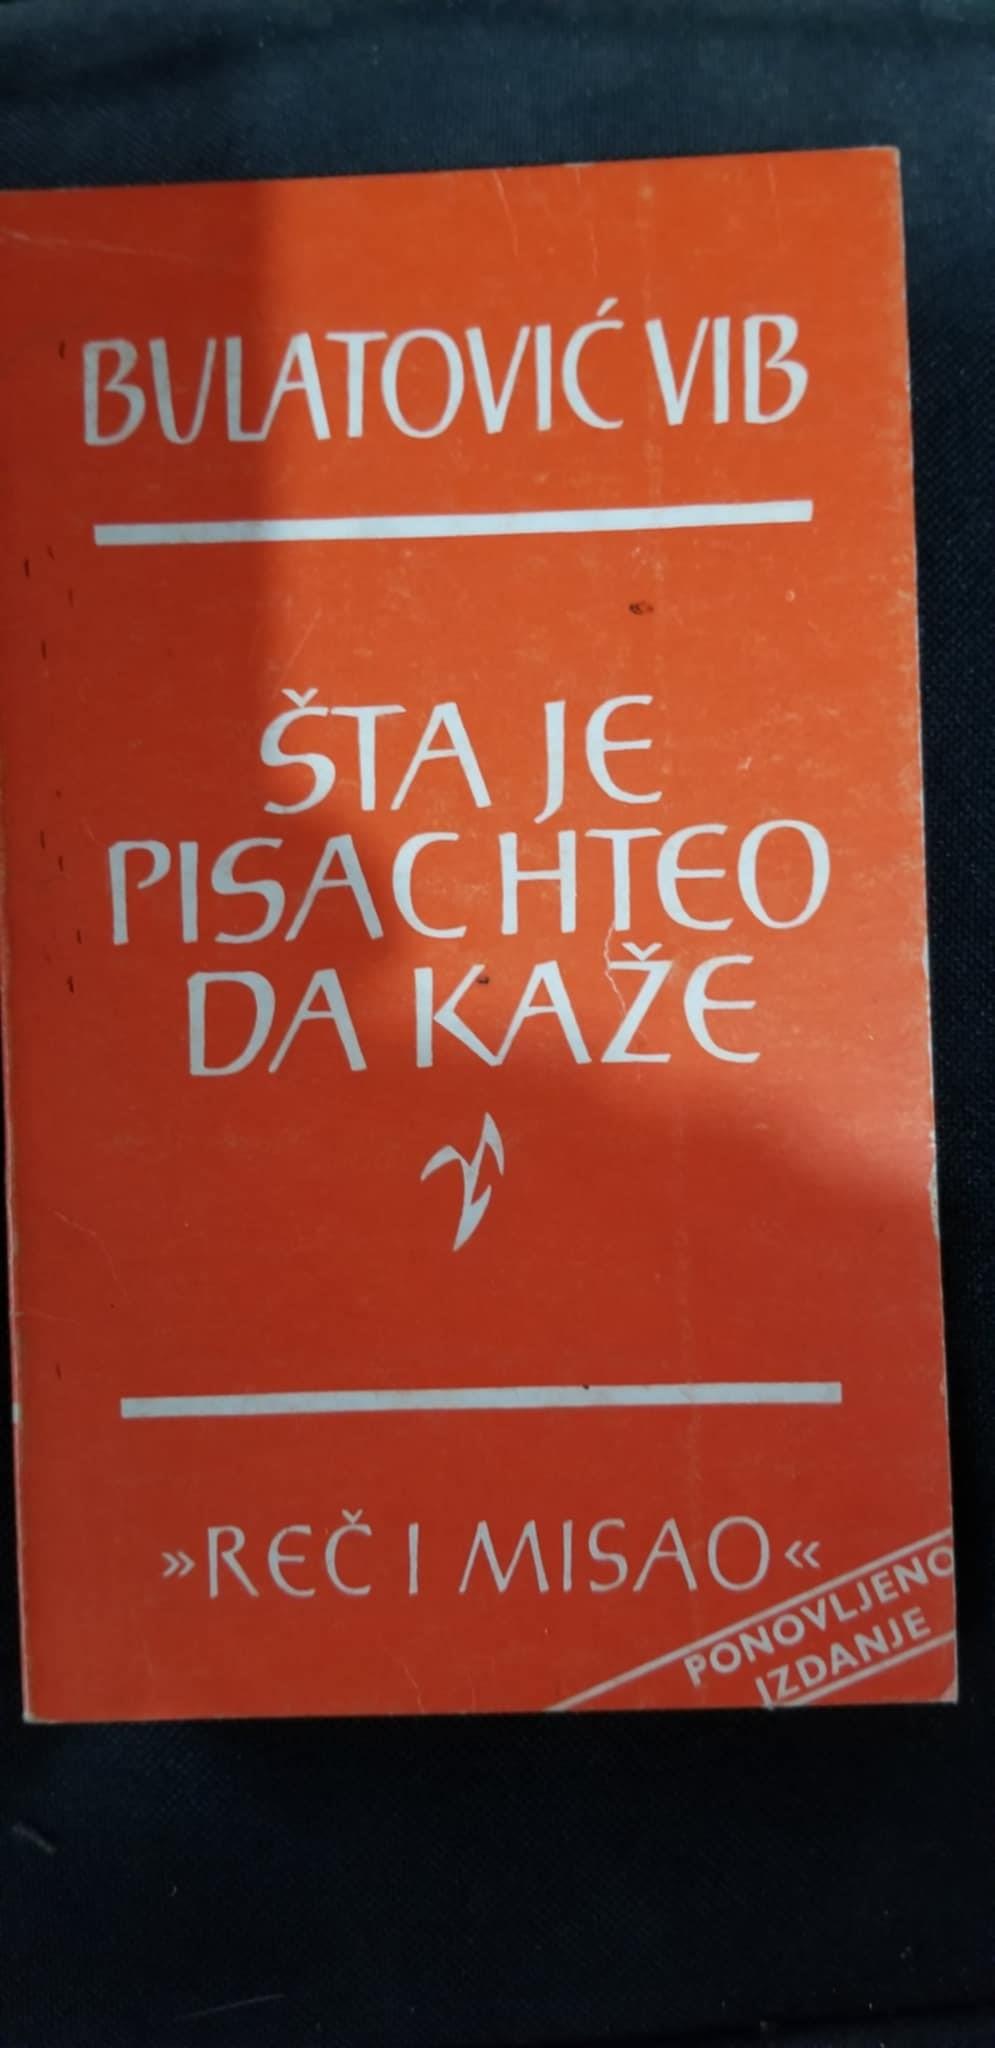 BULATOVIĆ VIB
ŠTA JE
PISAC HTEO
DA KAŽE
»REČ I MISAO«
PONOVLJENO
IZDANJE